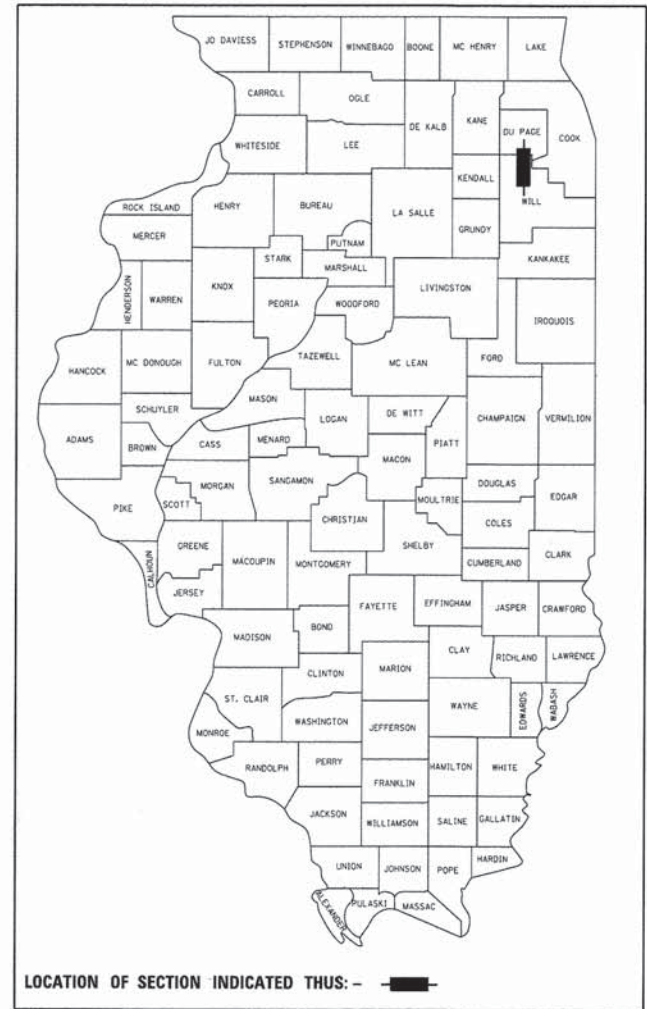 JO DAVIESS STEPHENSON WINNEBAGO BOONE MC HENRY LAKE
CARROLL OGLE DE KALB KANE DU PAGE COOK
WHITESIDE LEE KENDALL WILL
ROCK ISLAND HENRY BUREAU LA SALLE GRUNDY
MERCER PUTNAM KANKAKEE
STARK MARSHALL
HENDERSON WARREN KNOX PEORIA WOODFORD LIVINGSTON IROQUOIS
HANCOCK MC DONOUGH FULTON TAZEWELL MC LEAN FORD
SCHUYLER MASON LOGAN DE WITT CHAMPAIGN VERMILION
ADAMS BROWN CASS MENARD MACON PIATT
PIKE SCOTT MORGAN SANGAMON MOULTRIE DOUGLAS EDGAR
CHRISTIAN COLES
CALHOUN GREENE MACOUPIN MONTGOMERY SHELBY CUMBERLAND CLARK
JERSEY FAYETTE EFFINGHAM JASPER CRAWFORD
MADISON BOND CLAY RICHLAND LAWRENCE
CLINTON MARION
ST. CLAIR WASHINGTON JEFFERSON WAYNE EDWARDS WABASH
MONROE
RANDOLPH PERRY FRANKLIN HAMILTON WHITE
JACKSON WILLIAMSON SALINE GALLATIN
UNION JOHNSON POPE HARDIN
ALEXANDER PULASKI MASSAC
LOCATION OF SECTION INDICATED THUS: -